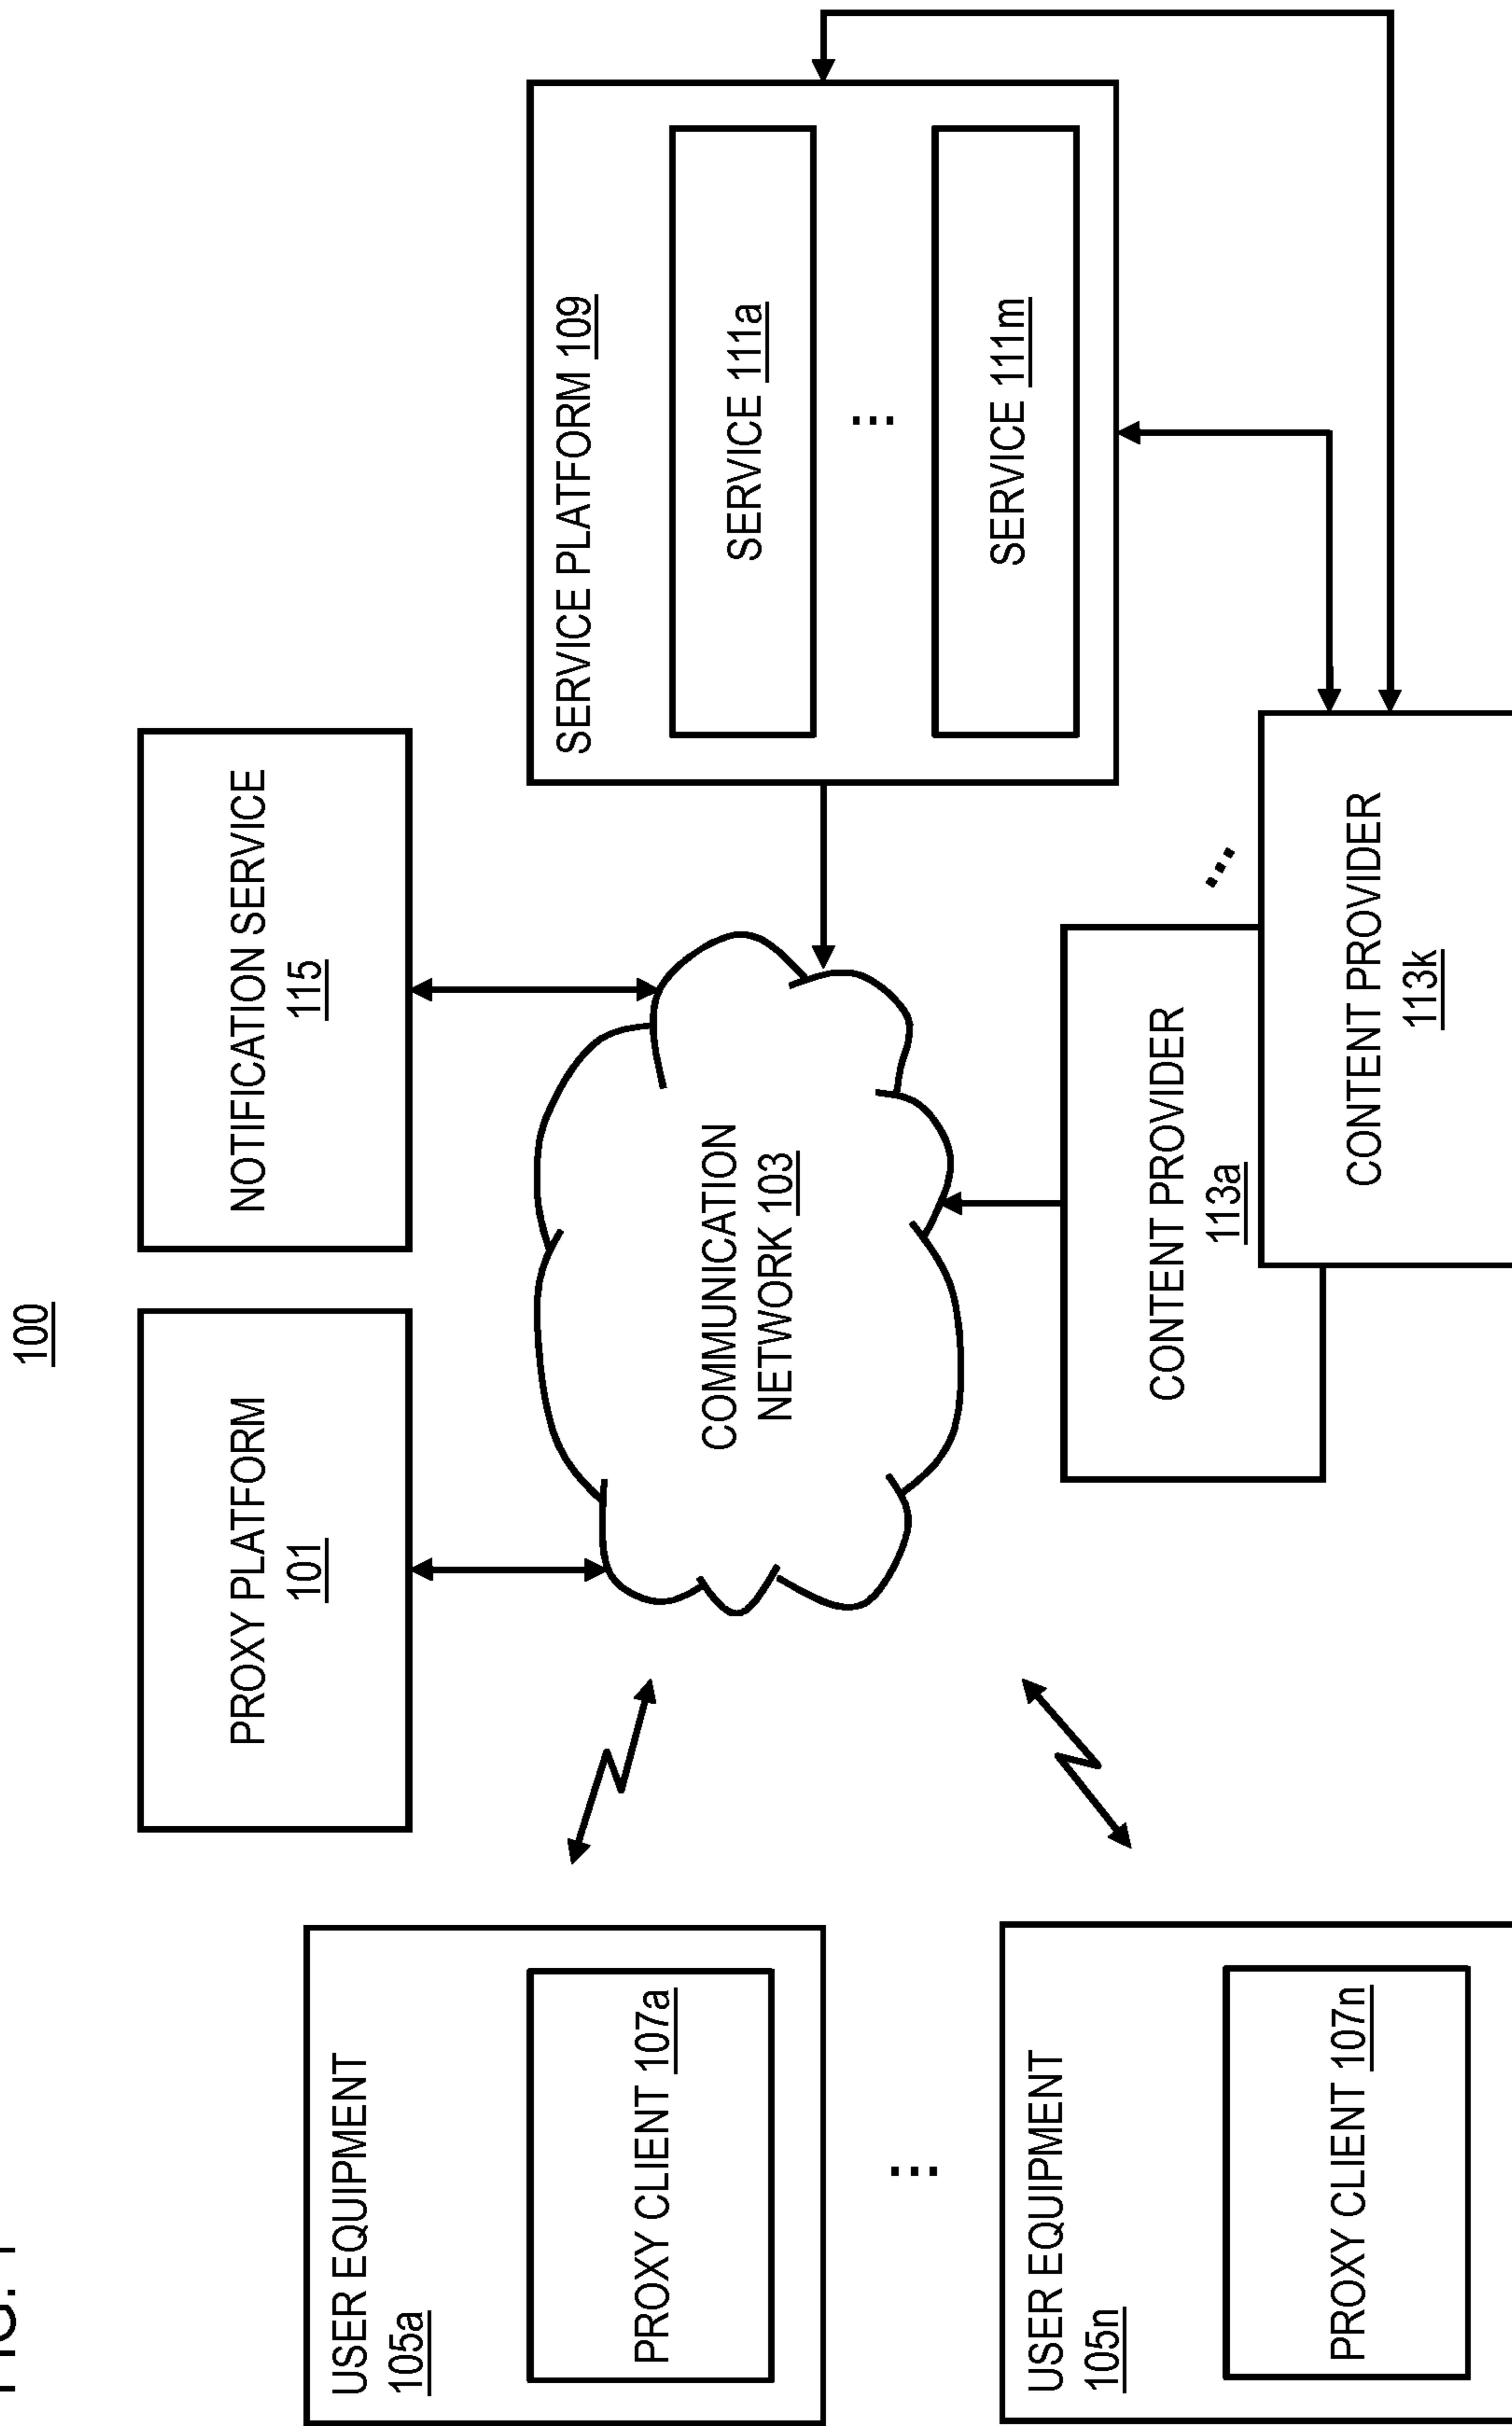 FIG. 1
100
PROXY PLATFORM
101
NOTIFICATION SERVICE
115
USER EQUIPMENT
105a
PROXY CLIENT 107a
...
USER EQUIPMENT
105n
PROXY CLIENT 107n
COMMUNICATION
NETWORK 103
SERVICE PLATFORM 109
SERVICE 111a
...
SERVICE 111m
CONTENT PROVIDER
113a
...
CONTENT PROVIDER
113k